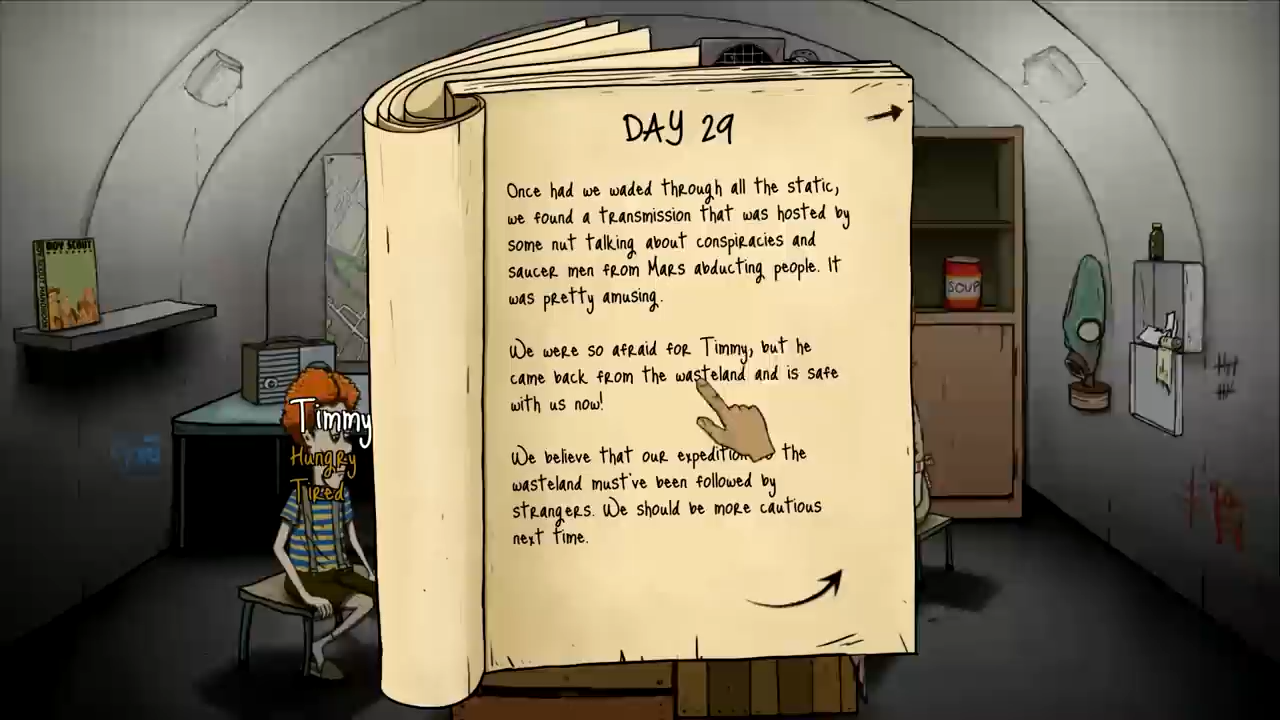 DAY 29
Once had we waded through all the static,
we found a transmission that was hosted by
some nut talking about conspiracies and
saucer men from Mars abducting people. It
was pretty amusing.
We were so afraid for Timmy, but he
came back from the wasteland and is safe
with us now!
We believe that our expedition the
wasteland must've been followed by
strangers. We should be more cautious
next time.
BOY SCOUT
HANDBOOK
Timmy
Hungry
Tired
SOUP